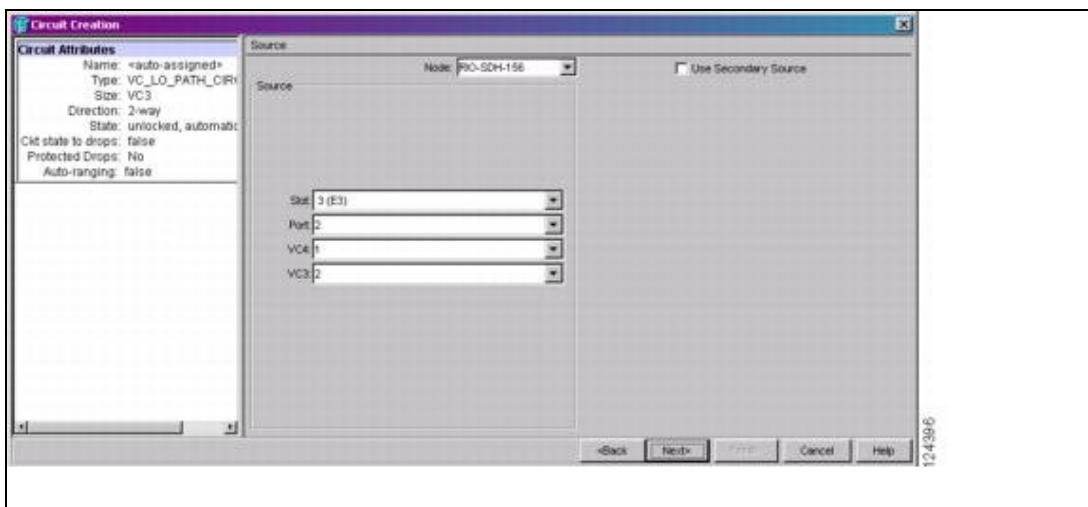 Circuit Creation
Circuit Attributes
Name: <auto-assigned>
Type: VC_LO_PATH_CIR
Size: VC3
Direction: 2-way
State: unlocked, automatic
Ckt state to drops: false
Protected Drops: No
Auto-ranging: false
Source
Node: RIO-SDH-156
Use Secondary Source
Source
Slot: 3 (E3)
Port: 2
VC4: 1
VC3: 2
<Back
Next>
Cancel
Help
124396